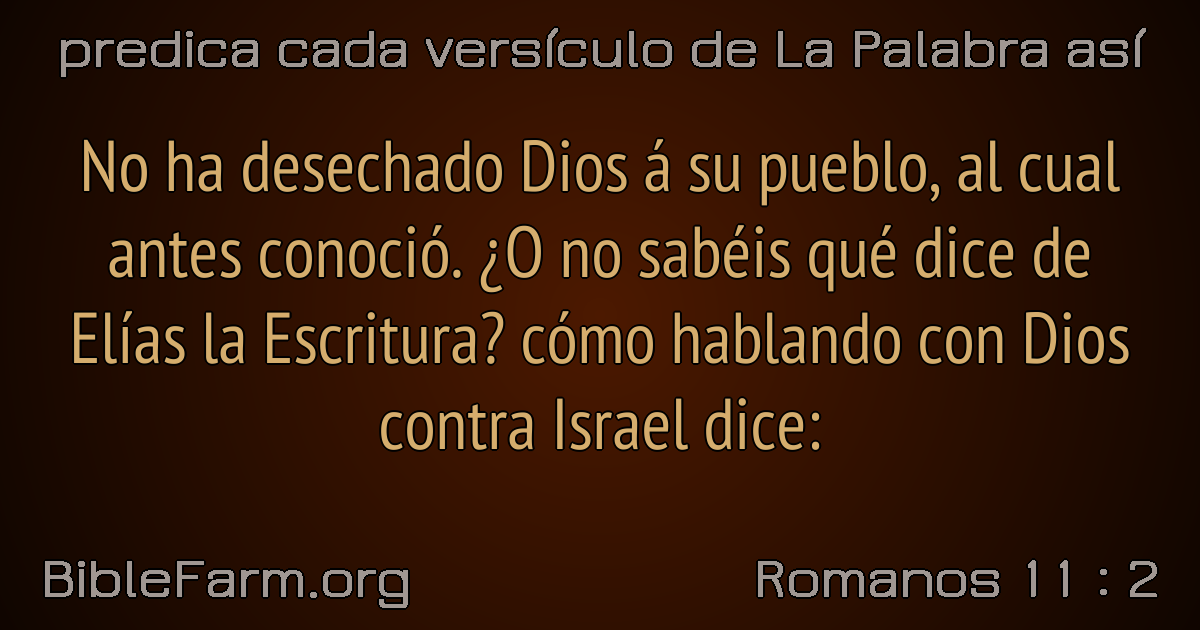 predica cada versículo de La Palabra así
No ha desechado Dios á su pueblo, al cual
antes conoció. ¿O no sabéis qué dice de
Elías la Escritura? cómo hablando con Dios
contra Israel dice:
BibleFarm.org
Romanos 11 : 2